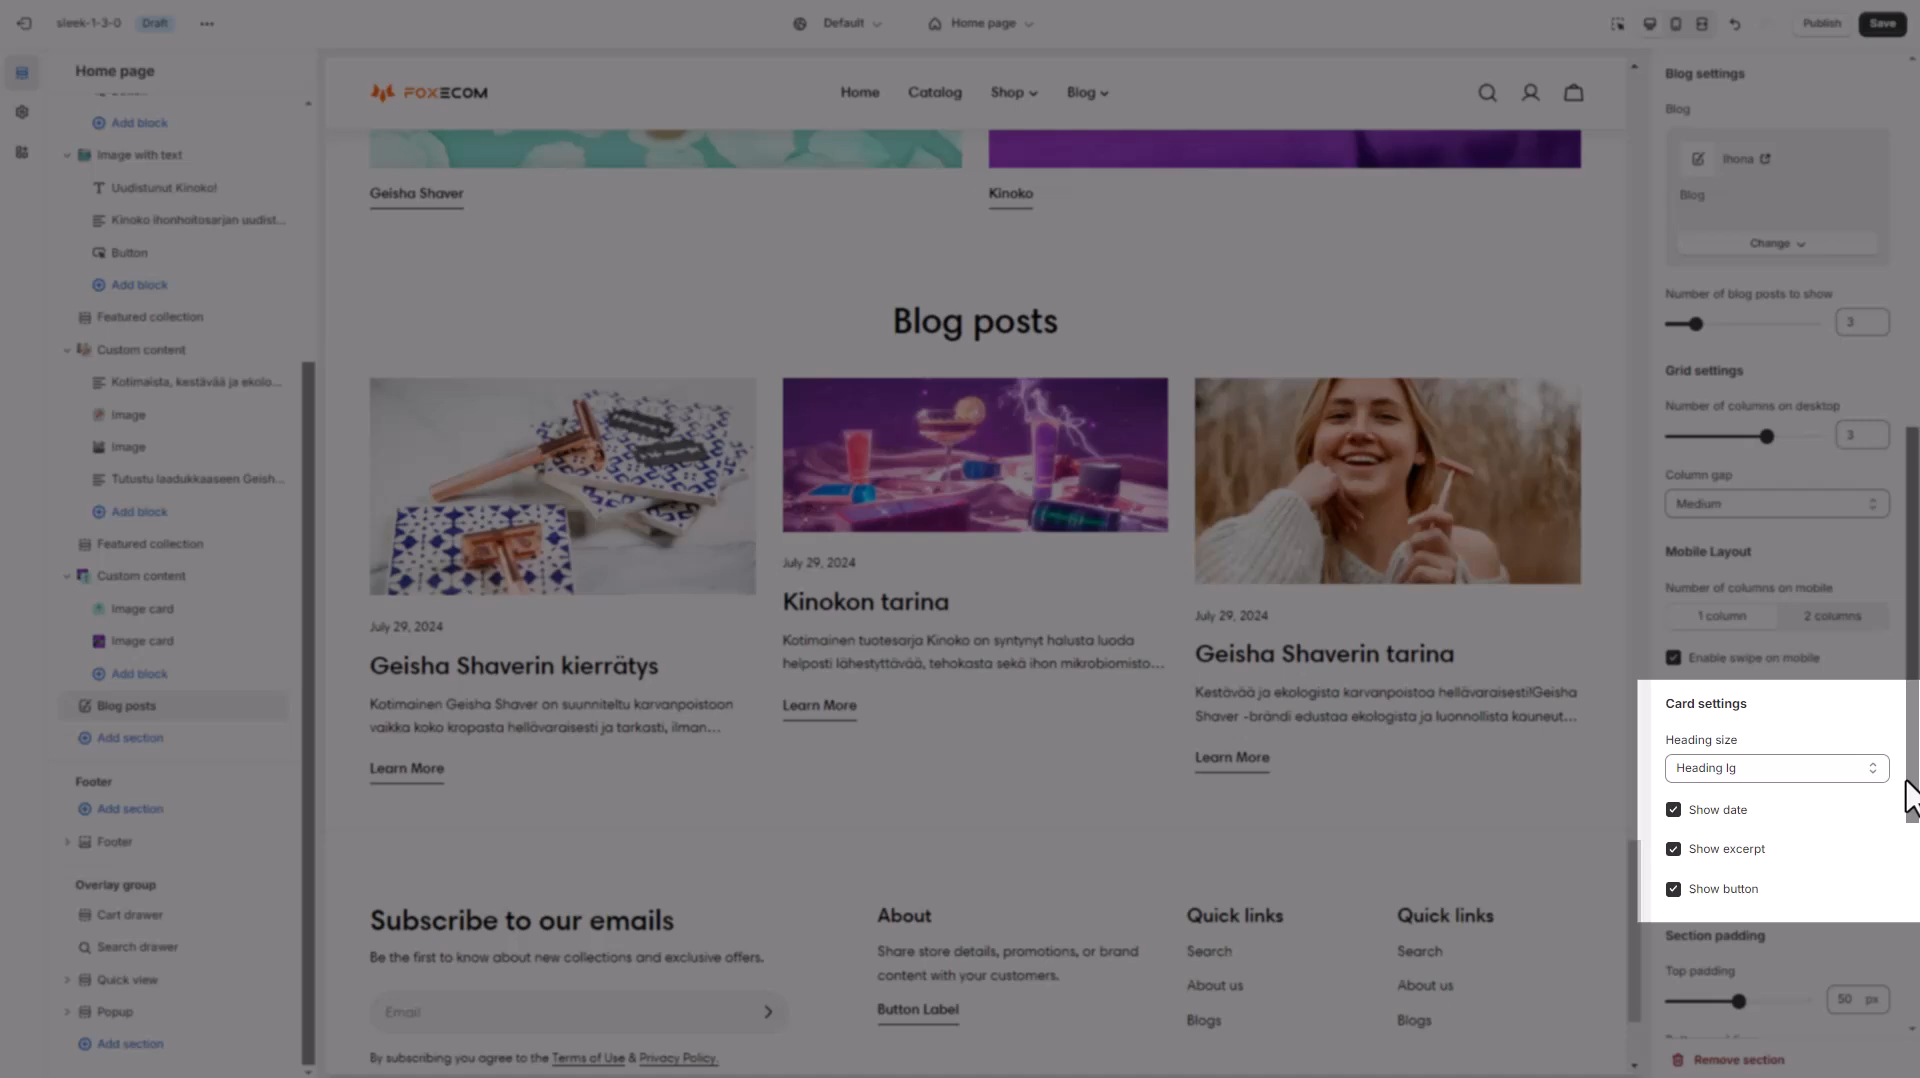 sleek-1-3-0 Draft ••• Default Home page Publish Save
Home page
Add block
Image with text
Uudistunut Kinoko!
Kinoko ihonhoitosarjan uudist...
Button
Add block
Featured collection
Custom content
Kotimaista, kestävää ja ekolo...
Image
Image
Tutustu laadukkaaseen Geish...
Add block
Featured collection
Custom content
Image card
Image card
Add block
Blog posts
Add section
Footer
Add section
Footer
Overlay group
Cart drawer
Search drawer
Quick view
Popup
Add section
FOXECOM Home Catalog Shop Blog
Geisha Shaver Kinoko
Blog posts
July 29, 2024
Geisha Shaverin kierrätys
Kotimainen Geisha Shaver on suunniteltu karvanpoistoon
vaikka koko kropasta hellävaraisesti ja tarkasti, ilman...
Learn More
July 29, 2024
Kinokon tarina
Kotimainen tuotesarja Kinoko on syntynyt halusta luoda
helposti lähestyttävää, tehokasta sekä ihon mikrobiomisto...
Learn More
July 29, 2024
Geisha Shaverin tarina
Kestävää ja ekologista karvanpoistoa hellävaraisesti!Geisha
Shaver -brändi edustaa ekologista ja luonnollista kauneut...
Learn More
Subscribe to our emails
Be the first to know about new collections and exclusive offers.
Email
By subscribing you agree to the Terms of Use & Privacy Policy.
About
Share store details, promotions, or brand
content with your customers.
Button Label
Quick links
Search
About us
Blogs
Quick links
Search
About us
Blogs
Blog settings
Blog
Ihona
Blog
Change
Number of blog posts to show
3
Grid settings
Number of columns on desktop
3
Column gap
Medium
Mobile Layout
Number of columns on mobile
1 column 2 columns
Enable swipe on mobile
Card settings
Heading size
Heading lg
Show date
Show excerpt
Show button
Section padding
Top padding
50 px
Remove section